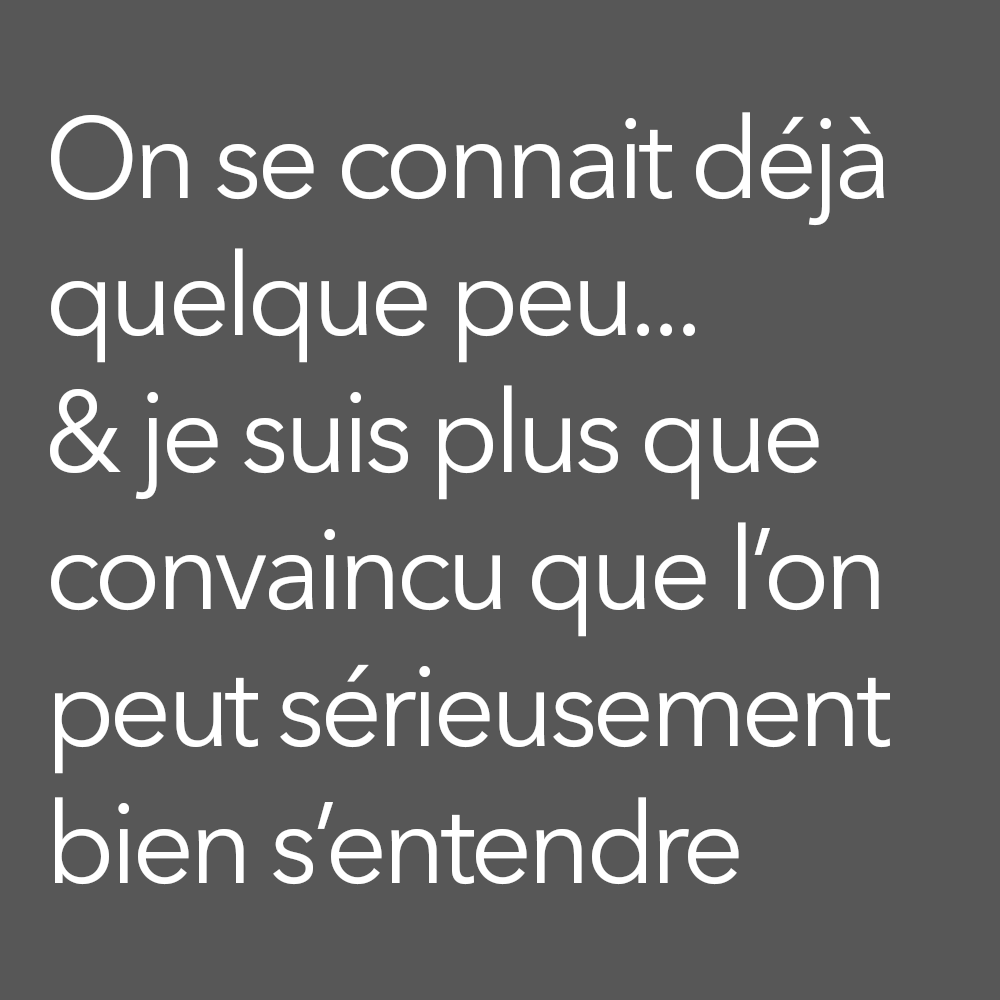 On se connait déjà
quelque peu...
& je suis plus que
convaincu que l’on
peut sérieusement
bien s’entendre